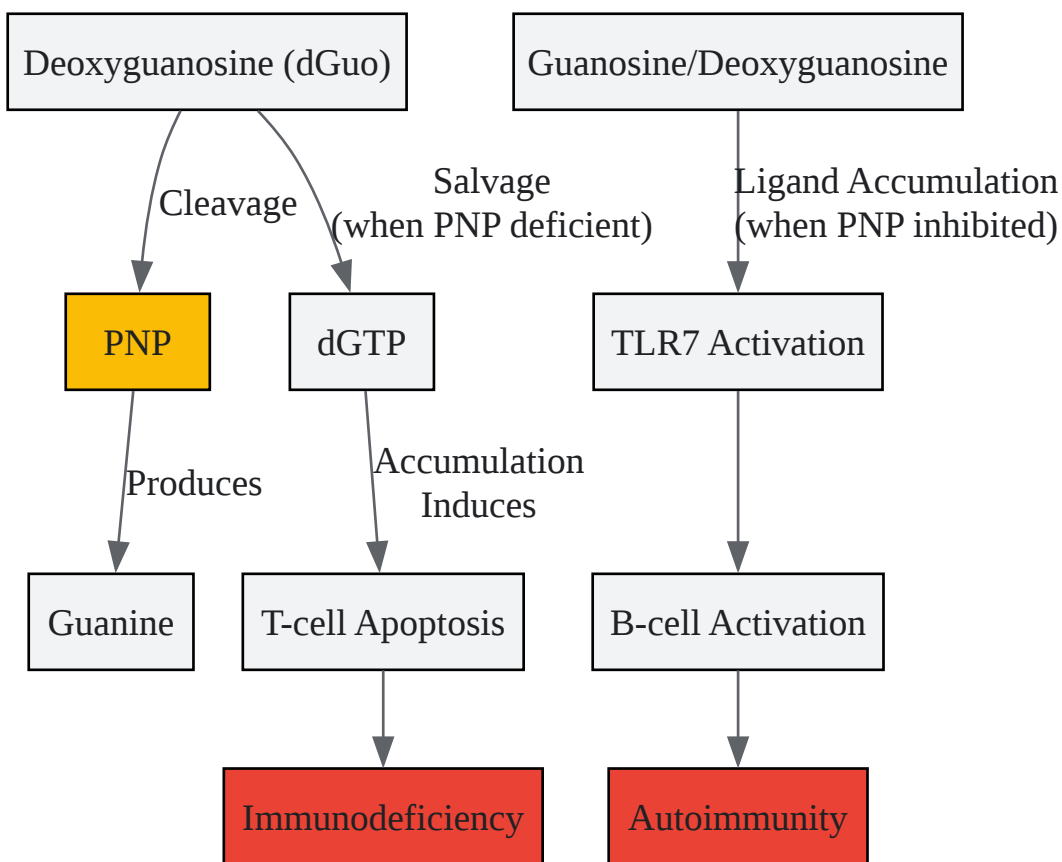 Deoxyguanosine (dGuo)
Guanosine/Deoxyguanosine
Cleavage
Salvage
(when PNP deficient)
Ligand Accumulation
(when PNP inhibited)
PNP
dGTP
TLR7 Activation
Produces
Accumulation
Induces
Guanine
T-cell Apoptosis
B-cell Activation
Immunodeficiency
Autoimmunity